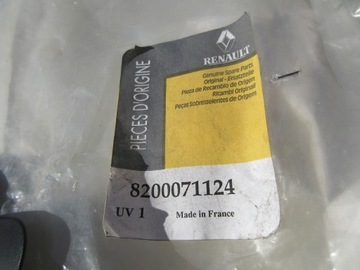 PIECES D'ORIGINE
RENAULT
Genuine Spare Parts
Original - Ersatzteile
Pieza de Recambio de Origen
Ricambi Originali
Peças Sobresselentes de Origem
8200071124
UV 1 Made in France